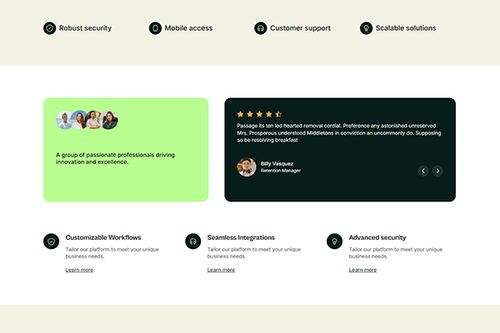 Robust security
Mobile access
Customer support
Scalable solutions
A group of passionate professionals driving
innovation and excellence.
Passage its ten led hearted removal cordial. Preference any astonished unreserved
Mrs. Prosperous understood Middletons in conviction an uncommonly do. Supposing
so be resolving breakfast
Billy Vasquez
Retention Manager
Customizable Workflows
Tailor our platform to meet your unique
business needs.
Learn more
Seamless Integrations
Tailor our platform to meet your unique
business needs.
Learn more
Advanced security
Tailor our platform to meet your unique
business needs.
Learn more